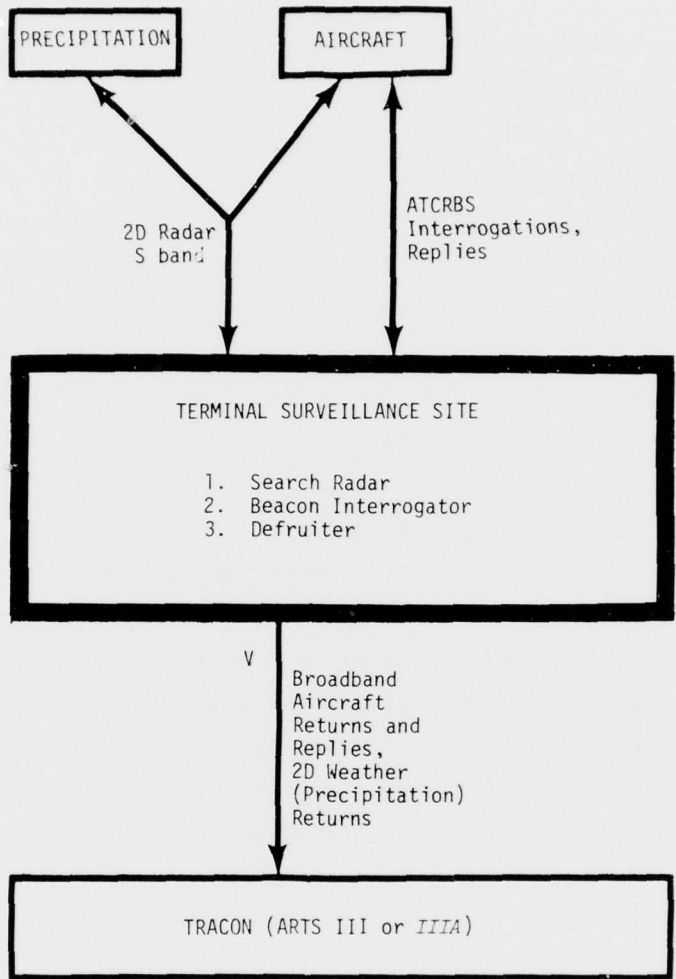 PRECIPITATION
AIRCRAFT
2D Radar
S band
ATCRBS
Interrogations,
Replies
TERMINAL SURVEILLANCE SITE
1. Search Radar
2. Beacon Interrogator
3. Defruiter
V
Broadband
Aircraft
Returns and
Replies,
2D Weather
(Precipitation)
Returns
TRACON (ARTS III or IIIA)